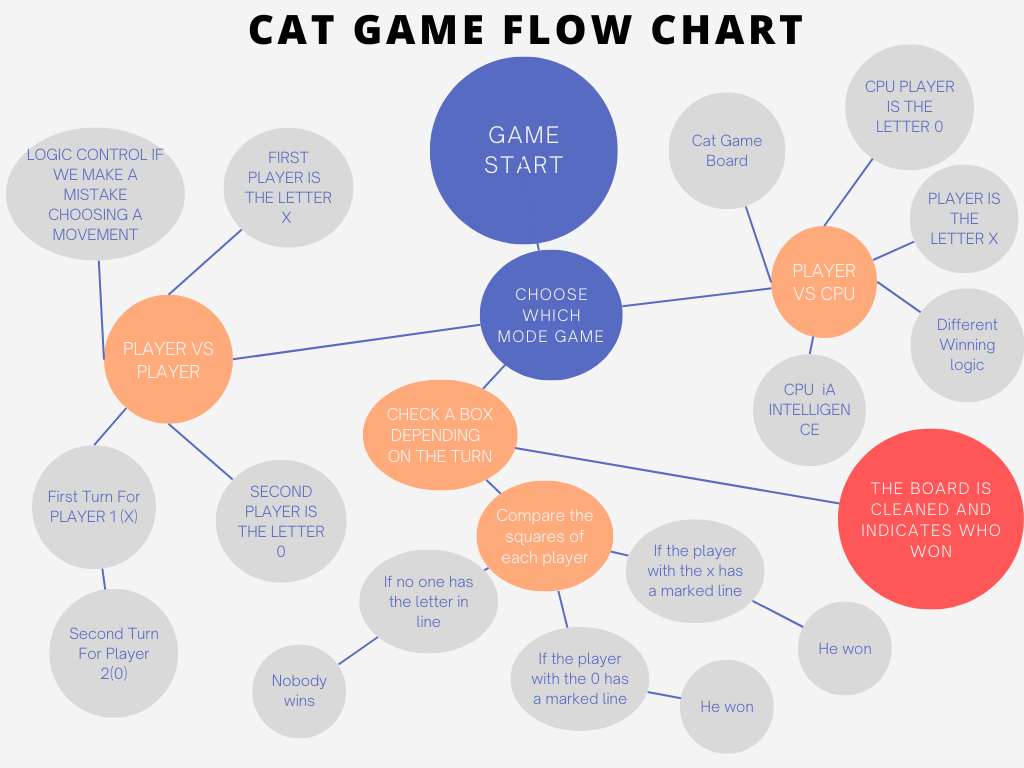 CAT GAME FLOW CHART
GAME
START
CPU PLAYER
IS THE
LETTER 0
Cat Game
Board
LOGIC CONTROL IF
WE MAKE A
MISTAKE
CHOOSING A
MOVEMENT
FIRST
PLAYER IS
THE LETTER
X
PLAYER IS
THE
LETTER X
CHOOSE
WHICH
MODE GAME
PLAYER
VS CPU
Different
Winning
logic
PLAYER VS
PLAYER
CPU iA
INTELLIGEN
CE
CHECK A BOX
DEPENDING
ON THE TURN
First Turn For
PLAYER 1 (X)
SECOND
PLAYER IS
THE LETTER
0
Compare the
squares of
each player
THE BOARD IS
CLEANED AND
INDICATES WHO
WON
If no one has
the letter in
line
If the player
with the x has
a marked line
Second Turn
For Player
2(0)
Nobody
wins
If the player
with the 0 has
a marked line
He won
He won